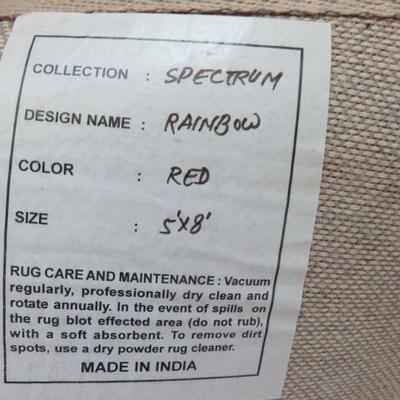 COLLECTION : SPECTRUM
DESIGN NAME : RAINBOW
COLOR : RED
SIZE : 5'X8'
RUG CARE AND MAINTENANCE : Vacuum
regularly, professionally dry clean and
rotate annually. In the event of spills on
the rug blot effected area (do not rub),
with a soft absorbent. To remove dirt
spots, use a dry powder rug cleaner.
MADE IN INDIA